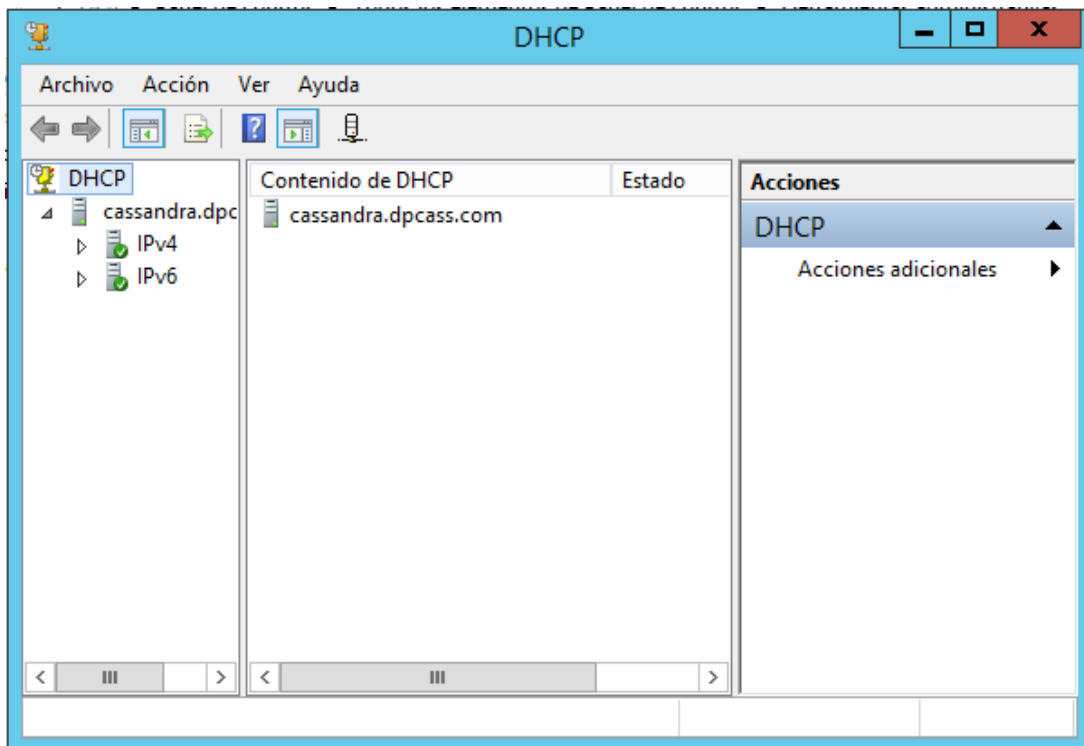 DHCP
Archivo Acción Ver Ayuda
DHCP
cassandra.dpc
IPv4
IPv6
Contenido de DHCP Estado
cassandra.dpcass.com
Acciones
DHCP
Acciones adicionales